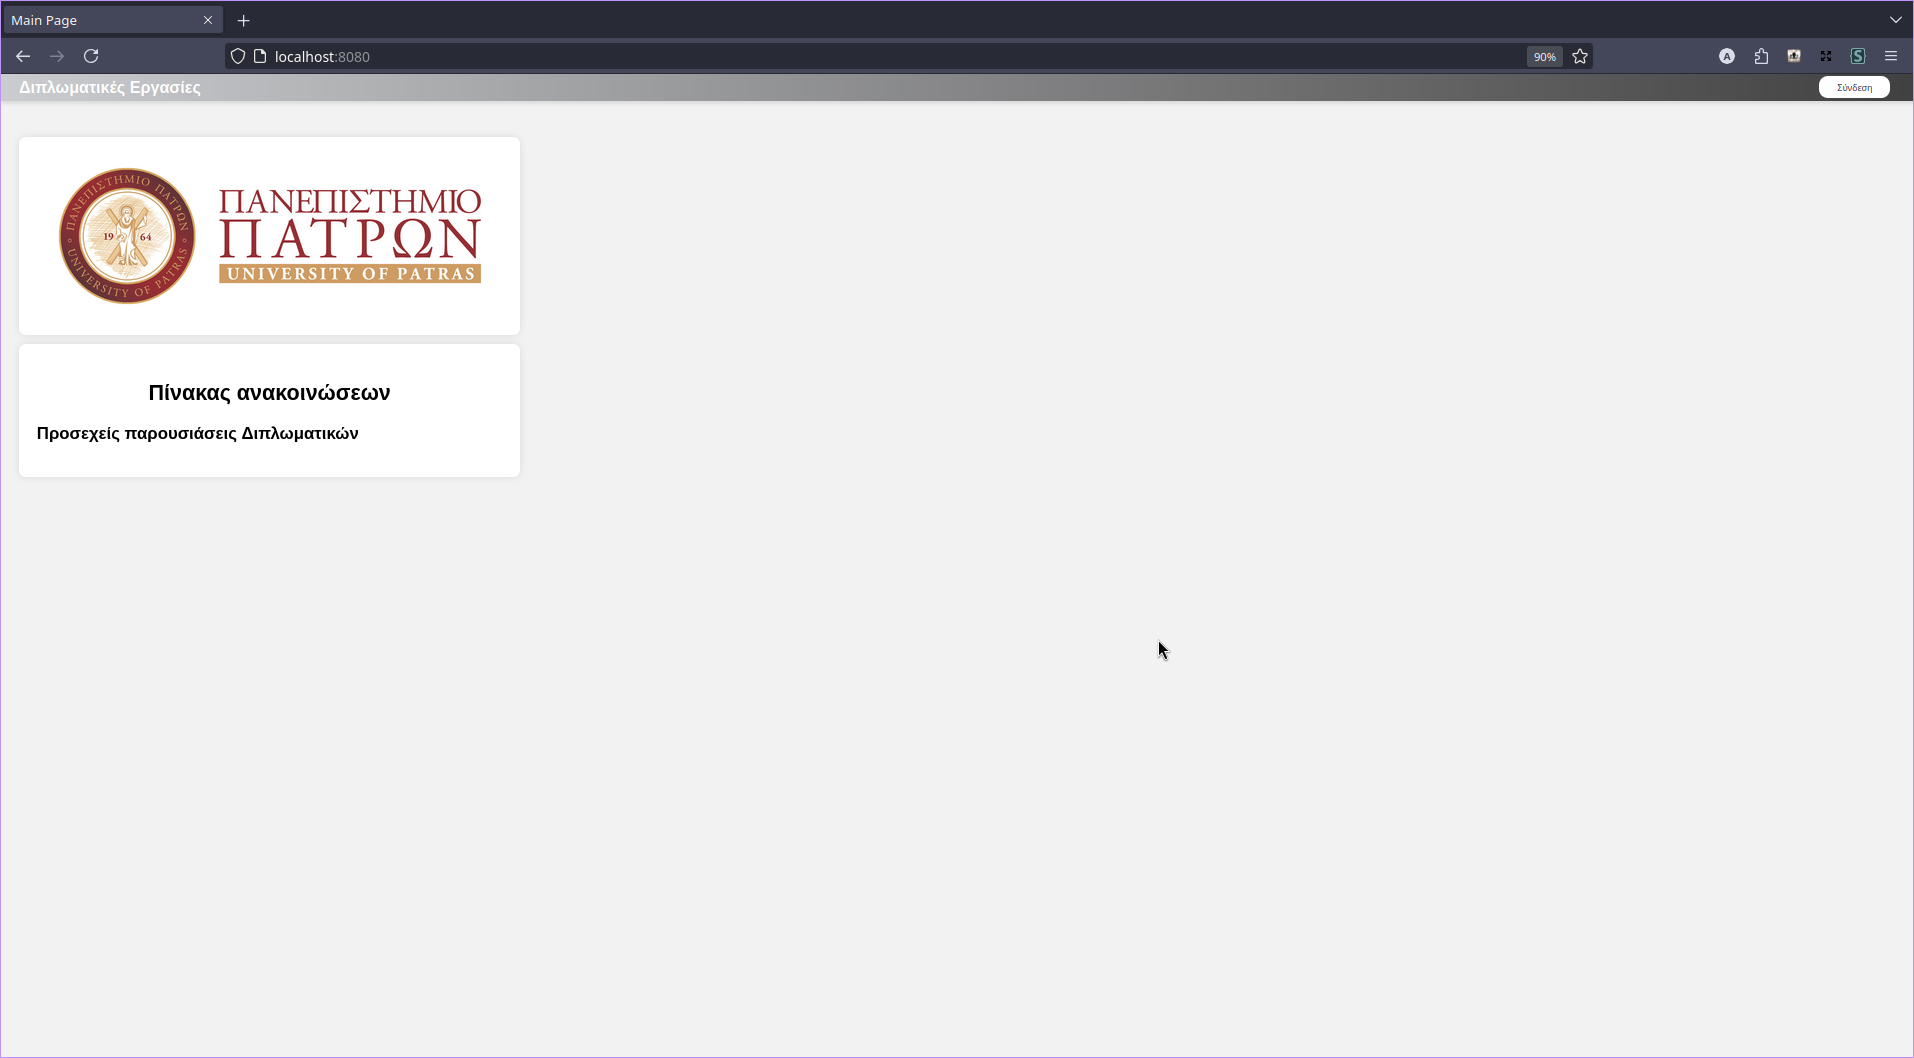 Main Page
localhost:8080
90%
A
S
Διπλωματικές Εργασίες
Σύνδεση
ΠΑΝΕΠΙΣΤΗΜΙΟ ΠΑΤΡΩΝ
19 64
UNIVERSITY OF PATRAS
ΠΑΝΕΠΙΣΤΗΜΙΟ
ΠΑΤΡΩΝ
UNIVERSITY OF PATRAS
Πίνακας ανακοινώσεων
Προσεχείς παρουσιάσεις Διπλωματικών